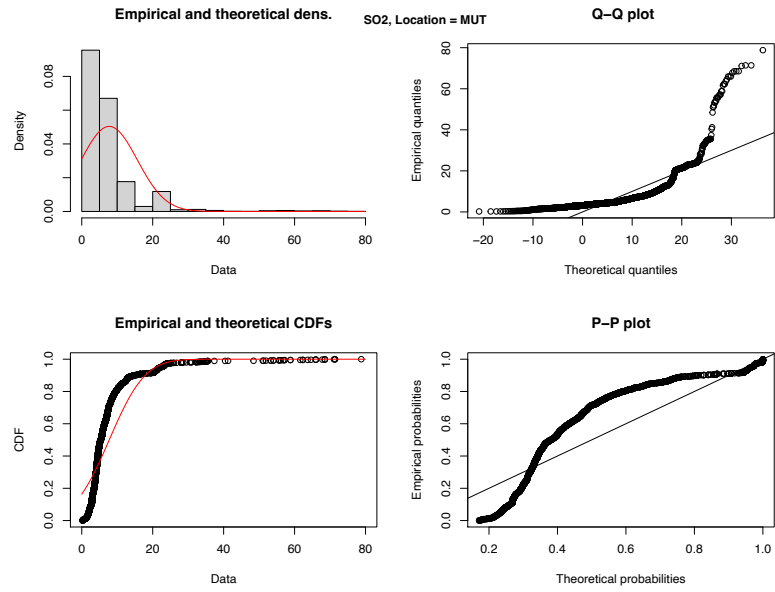 SO2, Location = MUT
Empirical and theoretical dens.
Density
0.00 0.04 0.08
0 20 40 60 80
Data
Q−Q plot
Empirical quantiles
0 20 40 60 80
−20 −10 0 10 20 30
Theoretical quantiles
Empirical and theoretical CDFs
CDF
0.0 0.2 0.4 0.6 0.8 1.0
0 20 40 60 80
Data
P−P plot
Empirical probabilities
0.0 0.2 0.4 0.6 0.8 1.0
0.2 0.4 0.6 0.8 1.0
Theoretical probabilities